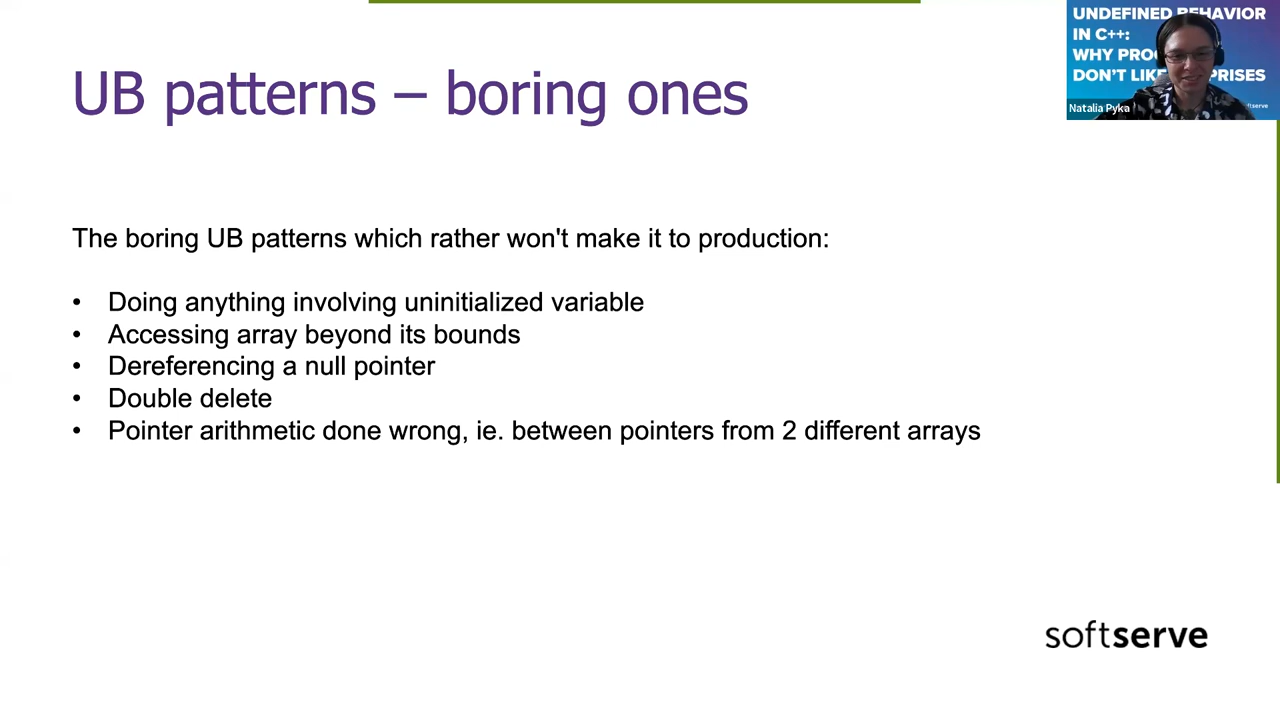 UB patterns – boring ones
UNDEFINED BEHAVIOR
IN C++:
WHY
DON'T LIKE
Natalia Pyka
The boring UB patterns which rather won't make it to production:
• Doing anything involving uninitialized variable
• Accessing array beyond its bounds
• Dereferencing a null pointer
• Double delete
• Pointer arithmetic done wrong, ie. between pointers from 2 different arrays
softserve